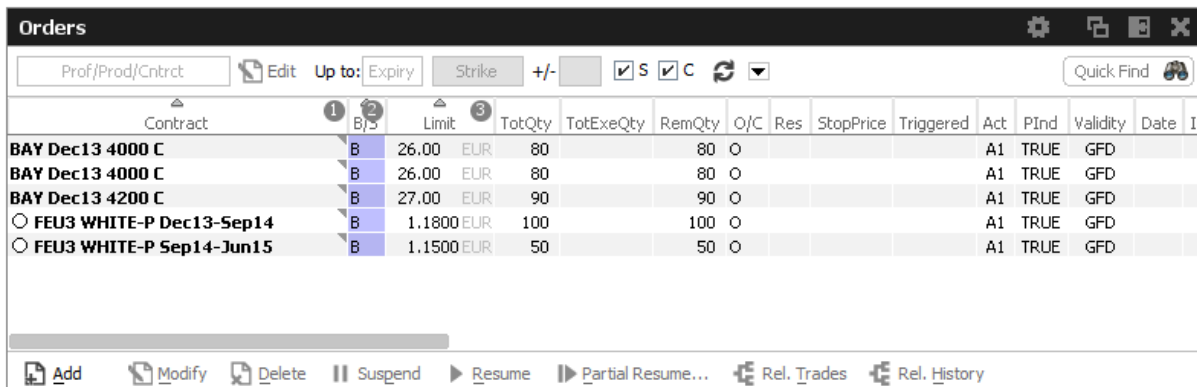 Orders
Prof/Prod/Cntrct Edit Up to: Expiry Strike +/- S C Quick Find
Contract 1 B/S 2 Limit 3 TotQty TotExeQty RemQty O/C Res StopPrice Triggered Act PInd Validity Date I
BAY Dec13 4000 C B 26.00 EUR 80 80 O A1 TRUE GFD
BAY Dec13 4000 C B 26.00 EUR 80 80 O A1 TRUE GFD
BAY Dec13 4200 C B 27.00 EUR 90 90 O A1 TRUE GFD
FEU3 WHITE-P Dec13-Sep14 B 1.1800 EUR 100 100 O A1 TRUE GFD
FEU3 WHITE-P Sep14-Jun15 B 1.1500 EUR 50 50 O A1 TRUE GFD
Add Modify Delete Suspend Resume Partial Resume... Rel. Trades Rel. History